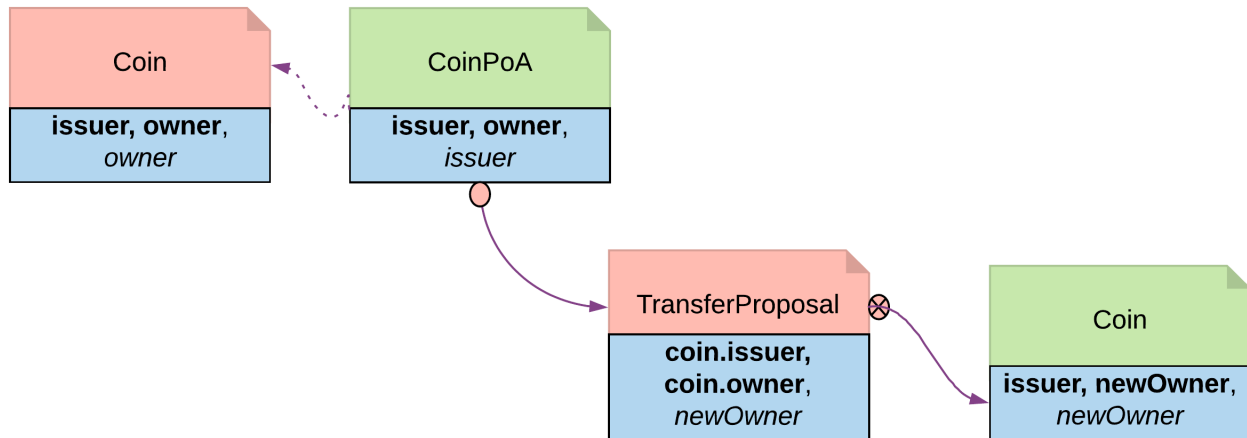 Coin
issuer, owner,
owner
CoinPoA
issuer, owner,
issuer
TransferProposal
coin.issuer,
coin.owner,
newOwner
Coin
issuer, newOwner,
newOwner